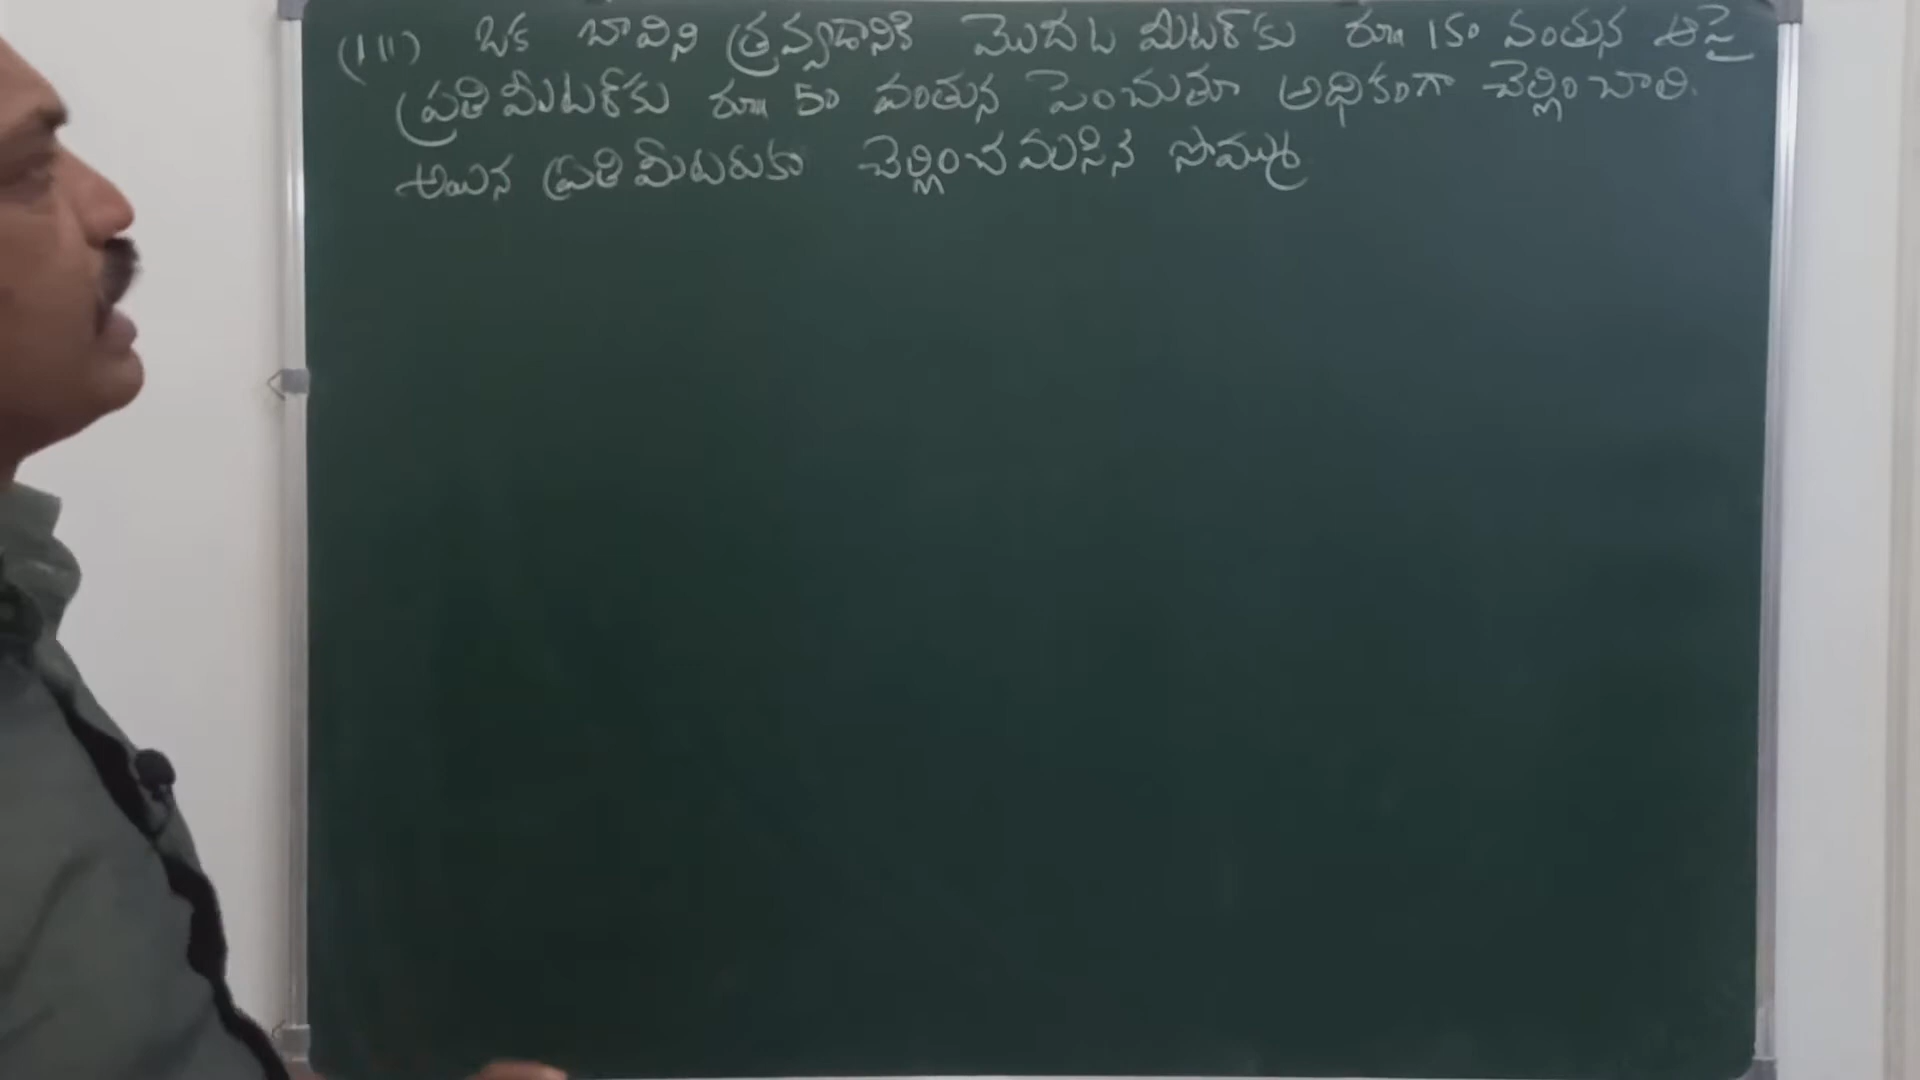 (iii) ఒక బావిని త్రవ్వడానికి మొదట మీటర్‌కు రూ॥ 150 వంతున ఆపై
ప్రతి మీటర్‌కు రూ॥ 50 వంతున పెంచుతూ అధికంగా చెల్లించాలి.
అయిన ప్రతి మీటరుకూ చెల్లించవలసిన సొమ్ము